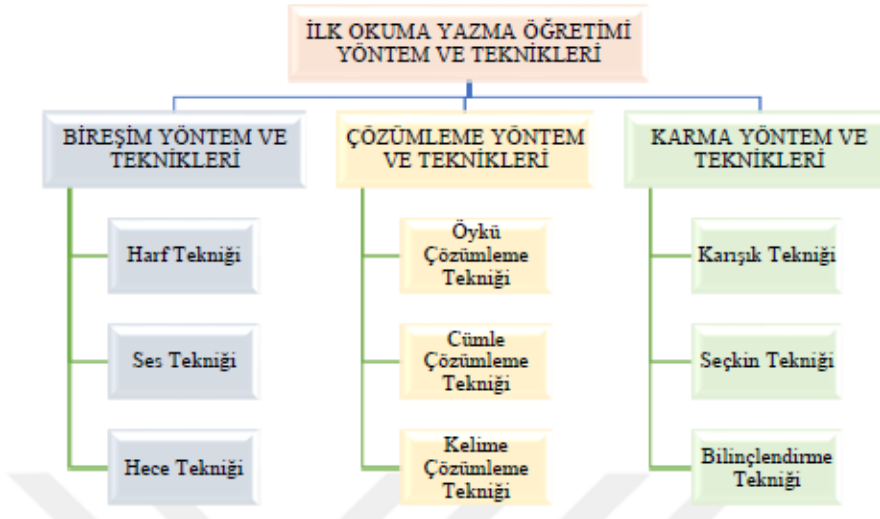 İLK OKUMA YAZMA ÖĞRETİMİ
YÖNTEM VE TEKNİKLERİ
BİREŞİM YÖNTEM VE
TEKNİKLERİ
Harf Tekniği
Ses Tekniği
Hece Tekniği
ÇÖZÜMLEME YÖNTEM
VE TEKNİKLERİ
Öykü
Çözümleme
Tekniği
Cümle
Çözümleme
Tekniği
Kelime
Çözümleme
Tekniği
KARMA YÖNTEM VE
TEKNİKLERİ
Karışık Tekniği
Seçkin Tekniği
Bilinçlendirme
Tekniği